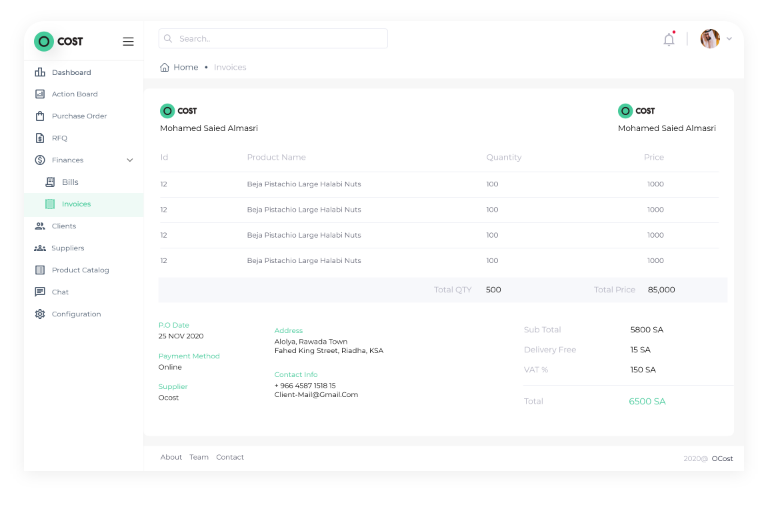 COST
Search..
Home • Invoices
Dashboard
Action Board
Purchase Order
RFQ
Finances
Bills
Invoices
Clients
Suppliers
Product Catalog
Chat
Configuration
COST
Mohamed Saied Almasri
COST
Mohamed Saied Almasri
Id Product Name Quantity Price
12 Beja Pistachio Large Halabi Nuts 100 1000
12 Beja Pistachio Large Halabi Nuts 100 1000
12 Beja Pistachio Large Halabi Nuts 100 1000
12 Beja Pistachio Large Halabi Nuts 100 1000
Total QTY 500 Total Price 85,000
P.O Date
25 NOV 2020
Payment Method
Online
Supplier
Ocost
Address
Alolya, Rawada Town
Fahed King Street, Riadha, KSA
Contact Info
+ 966 4587 1518 15
Client-Mail@Gmail.Com
Sub Total 5800 SA
Delivery Free 15 SA
VAT % 150 SA
Total 6500 SA
About Team Contact
2020@ OCost